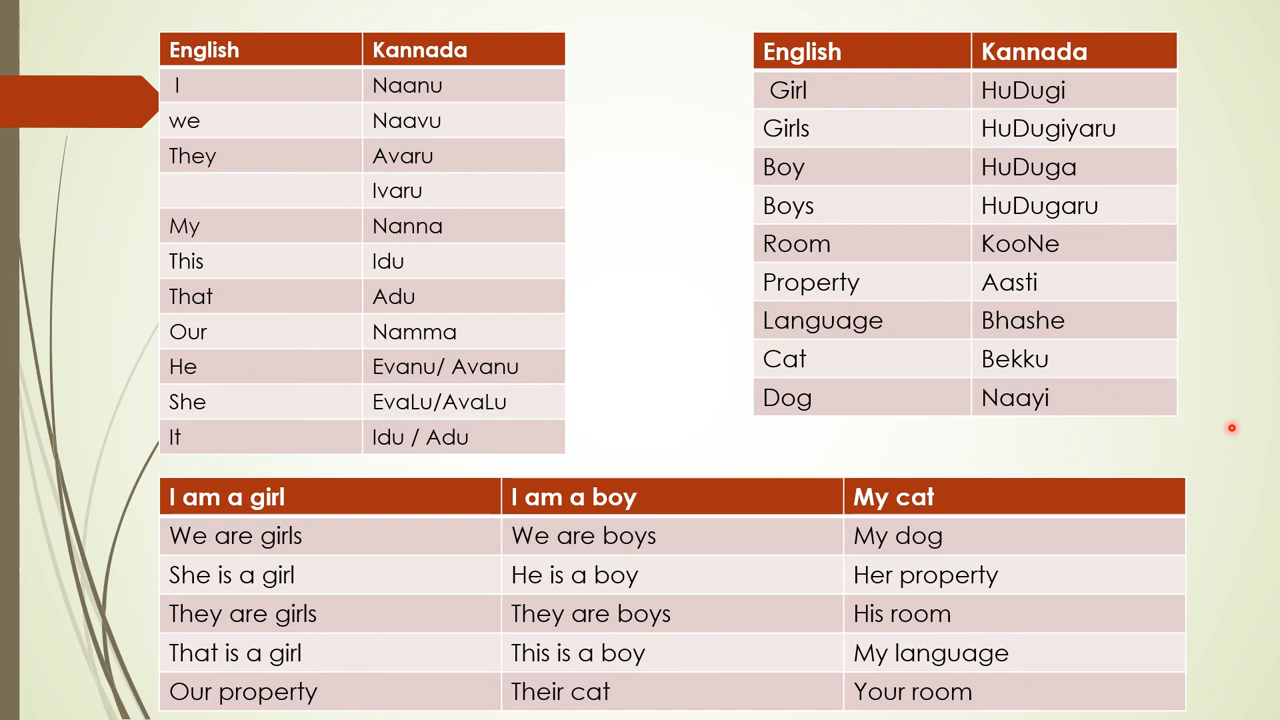 English Kannada
I Naanu
we Naavu
They Avaru
Ivaru
My Nanna
This Idu
That Adu
Our Namma
He Evanu/ Avanu
She EvaLu/AvaLu
It Idu / Adu
English Kannada
Girl HuDugi
Girls HuDugiyaru
Boy HuDuga
Boys HuDugaru
Room KooNe
Property Aasti
Language Bhashe
Cat Bekku
Dog Naayi
I am a girl I am a boy My cat
We are girls We are boys My dog
She is a girl He is a boy Her property
They are girls They are boys His room
That is a girl This is a boy My language
Our property Their cat Your room